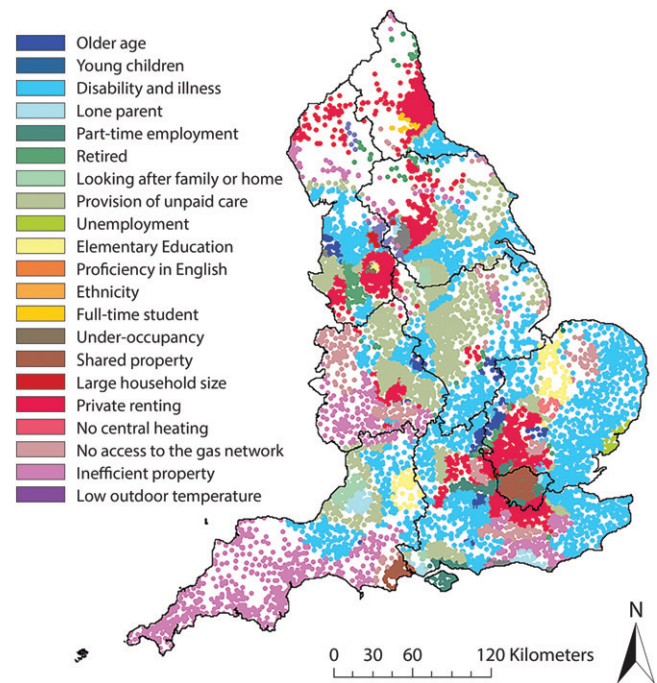 Older age
Young children
Disability and illness
Lone parent
Part-time employment
Retired
Looking after family or home
Provision of unpaid care
Unemployment
Elementary Education
Proficiency in English
Ethnicity
Full-time student
Under-occupancy
Shared property
Large household size
Private renting
No central heating
No access to the gas network
Inefficient property
Low outdoor temperature
N
0 30 60 120 Kilometers